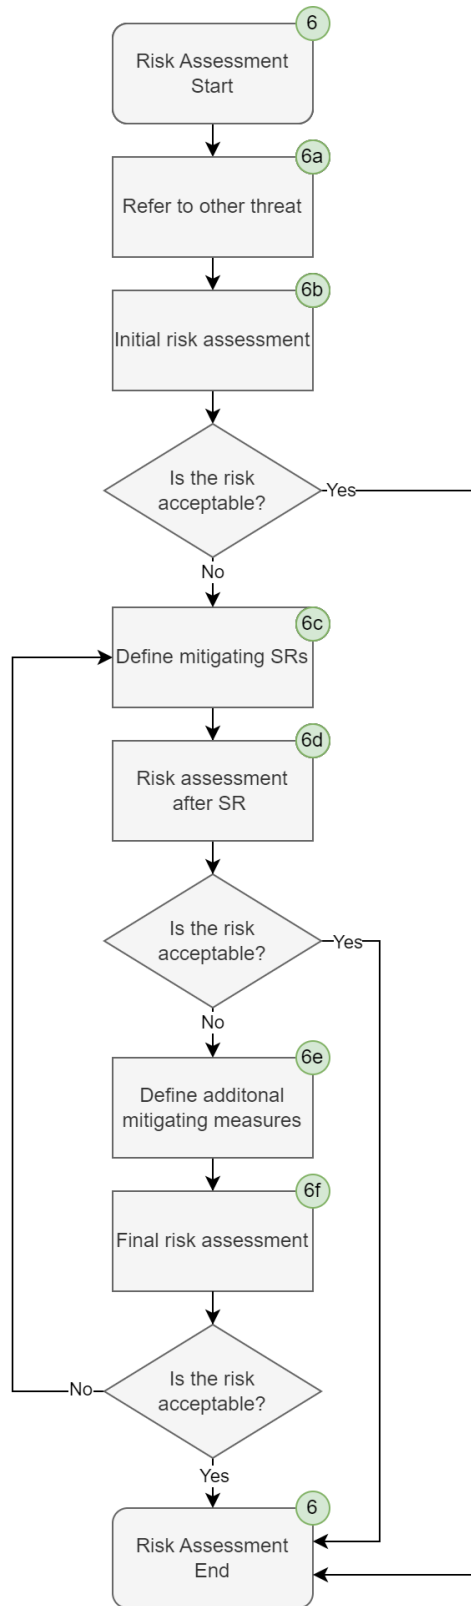 6
Risk Assessment
Start
6a
Refer to other threat
6b
Initial risk assessment
Is the risk
acceptable?
Yes
No
6c
Define mitigating SRs
6d
Risk assessment
after SR
Is the risk
acceptable?
Yes
No
6e
Define additonal
mitigating measures
6f
Final risk assessment
Is the risk
acceptable?
No
Yes
6
Risk Assessment
End